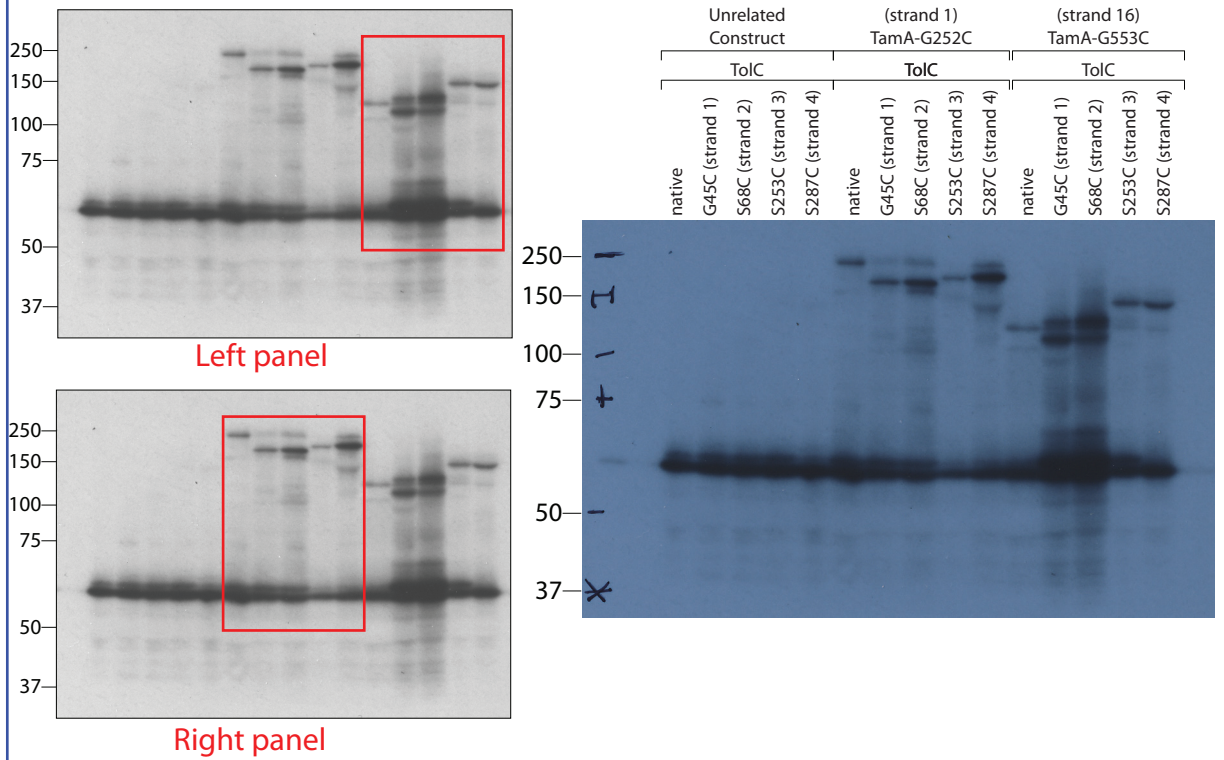 250
150
100
75
50
37
Left panel
250
150
100
75
50
37
Right panel
Unrelated
Construct
(strand 1)
TamA-G252C
(strand 16)
TamA-G553C
TolC
TolC
TolC
native
G45C (strand 1)
S68C (strand 2)
S253C (strand 3)
S287C (strand 4)
native
G45C (strand 1)
S68C (strand 2)
S253C (strand 3)
S287C (strand 4)
native
G45C (strand 1)
S68C (strand 2)
S253C (strand 3)
S287C (strand 4)
250
150
100
75
50
37